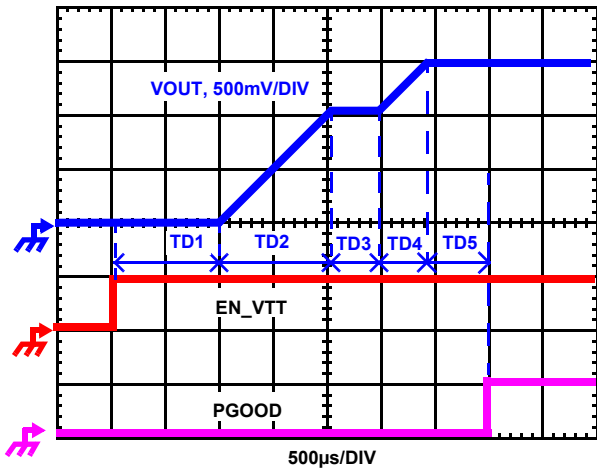 VOUT, 500mV/DIV
TD1 TD2 TD3 TD4 TD5
EN_VTT
PGOOD
500µs/DIV